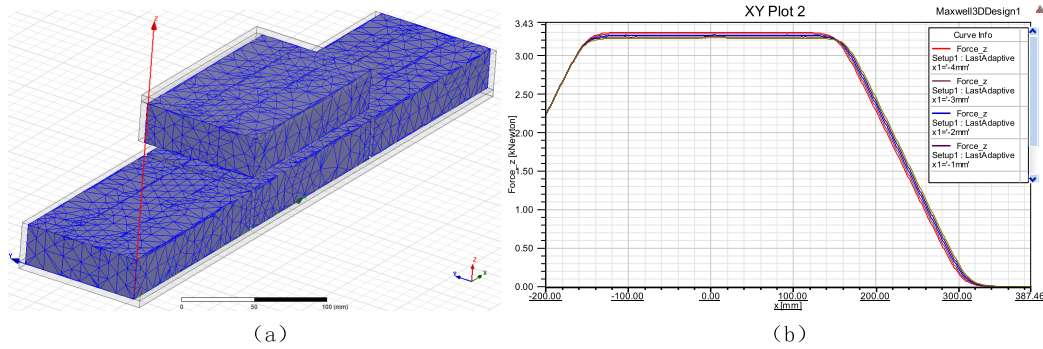 Z
Y
Z
Y
X
0
50
100 (mm)
(a)
XY Plot 2
Maxwell3DDesign1
3.43
3.00
2.50
2.00
1.50
1.00
0.50
0.00
Force_z [kNewton]
-200.00
-100.00
0.00
100.00
200.00
300.00
387.46
x [mm]
Curve Info
Force_z
Setup1 : LastAdaptive
x1='-4mm'
Force_z
Setup1 : LastAdaptive
x1='-3mm'
Force_z
Setup1 : LastAdaptive
x1='-2mm'
Force_z
Setup1 : LastAdaptive
x1='-1mm'
(b)